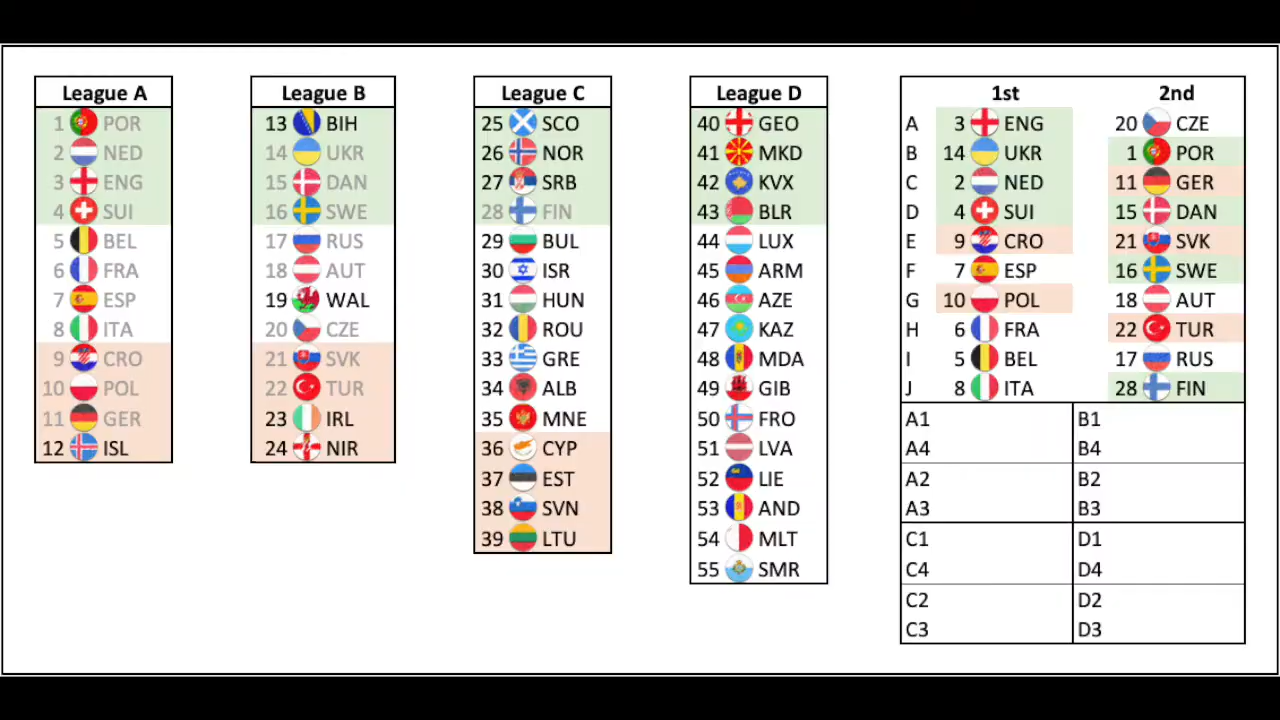 League A
1 POR
2 NED
3 ENG
4 SUI
5 BEL
6 FRA
7 ESP
8 ITA
9 CRO
10 POL
11 GER
12 ISL
League B
13 BIH
14 UKR
15 DAN
16 SWE
17 RUS
18 AUT
19 WAL
20 CZE
21 SVK
22 TUR
23 IRL
24 NIR
League C
25 SCO
26 NOR
27 SRB
28 FIN
29 BUL
30 ISR
31 HUN
32 ROU
33 GRE
34 ALB
35 MNE
36 CYP
37 EST
38 SVN
39 LTU
League D
40 GEO
41 MKD
42 KVX
43 BLR
44 LUX
45 ARM
46 AZE
47 KAZ
48 MDA
49 GIB
50 FRO
51 LVA
52 LIE
53 AND
54 MLT
55 SMR
1st 2nd
A 3 ENG 20 CZE
B 14 UKR 1 POR
C 2 NED 11 GER
D 4 SUI 15 DAN
E 9 CRO 21 SVK
F 7 ESP 16 SWE
G 10 POL 18 AUT
H 6 FRA 22 TUR
I 5 BEL 17 RUS
J 8 ITA 28 FIN
A1 B1
A4 B4
A2 B2
A3 B3
C1 D1
C4 D4
C2 D2
C3 D3